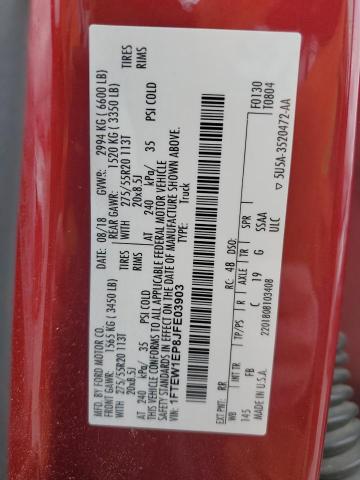 MFD. BY FORD MOTOR CO.
DATE: 08/18 GVWR: 2994 KG ( 6600 LB)
FRONT GAWR: 1565 KG ( 3450 LB) REAR GAWR: 1520 KG ( 3350 LB)
WITH 275/55R20 113T TIRES WITH 275/55R20 113T TIRES
20x8.5J RIMS 20x8.5J RIMS
AT 240 kPa/ 35 PSI COLD AT 240 kPa/ 35 PSI COLD
THIS VEHICLE CONFORMS TO ALL APPLICABLE FEDERAL MOTOR VEHICLE
SAFETY STANDARDS IN EFFECT ON THE DATE OF MANUFACTURE SHOWN ABOVE.
VIN: 1FTEW1EP8JFE03903
TYPE: Truck
F0130
T0804
EXT PNT: RR RC: 48 DSO:
WB INT TR TP/PS R AXLE TR SPR
145 FB C 19 G SSAA
MADE IN U.S.A. ULC
▽ 5U5A-3520472-AA
2201808103408